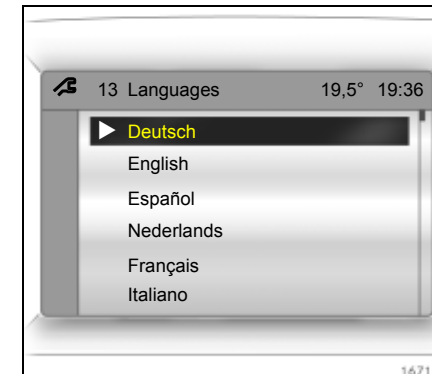 13 Languages 19,5° 19:36
Deutsch
English
Español
Nederlands
Français
Italiano
1671